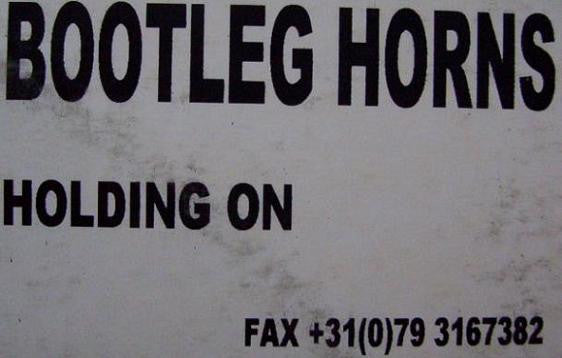 BOOTLEG HORNS
HOLDING ON
FAX +31(0)79 3167382